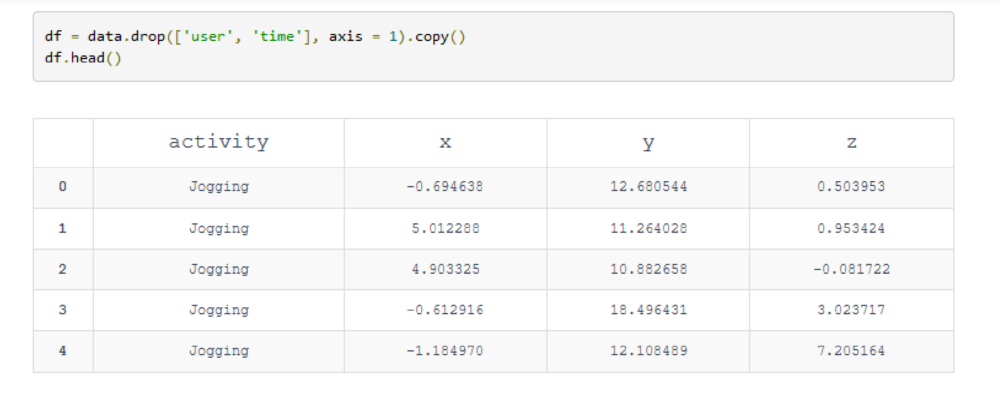 df = data.drop(['user', 'time'], axis = 1).copy()
df.head()
activity x y z
0 Jogging -0.694638 12.680544 0.503953
1 Jogging 5.012288 11.264028 0.953424
2 Jogging 4.903325 10.882658 -0.081722
3 Jogging -0.612916 18.496431 3.023717
4 Jogging -1.184970 12.108489 7.205164